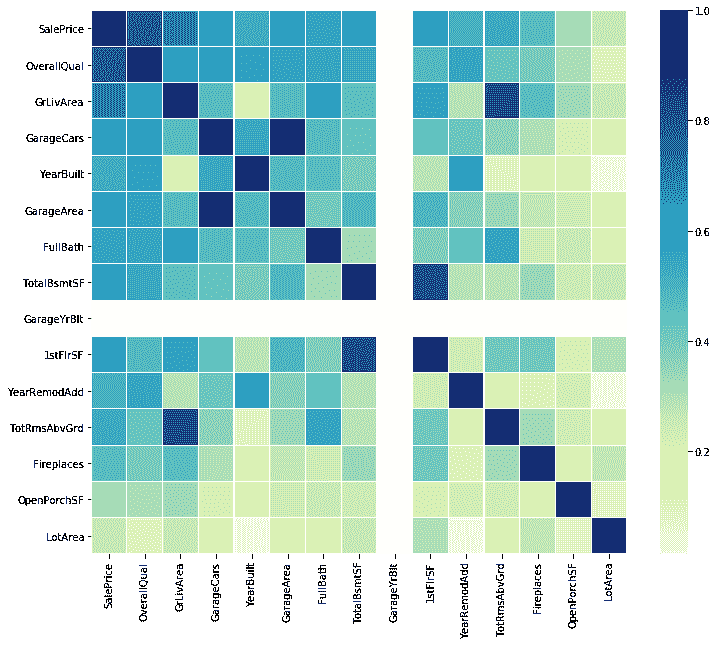 SalePrice
OverallQual
GrLivArea
GarageCars
YearBuilt
GarageArea
FullBath
TotalBsmtSF
GarageYrBlt
1stFlrSF
YearRemodAdd
TotRmsAbvGrd
Fireplaces
OpenPorchSF
LotArea
SalePrice
OverallQual
GrLivArea
GarageCars
YearBuilt
GarageArea
FullBath
TotalBsmtSF
GarageYrBlt
1stFlrSF
YearRemodAdd
TotRmsAbvGrd
Fireplaces
OpenPorchSF
LotArea
1.0
0.8
0.6
0.4
0.2